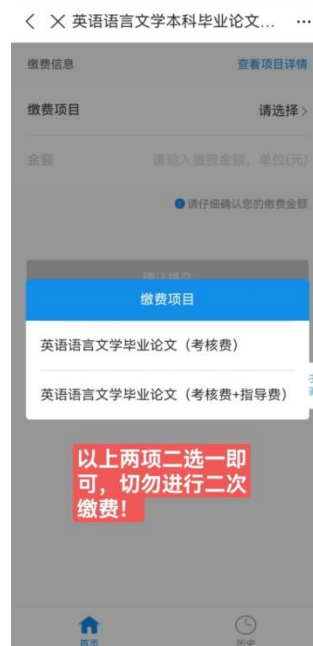 英语语言文学本科毕业论文...
缴费信息 查看项目详情
缴费项目 请选择
金额 请输入缴费金额，单位(元)
请仔细确认您的缴费金额
确认提交
缴费项目
英语语言文学毕业论文（考核费）
英语语言文学毕业论文（考核费+指导费）
以上两项二选一即
可，切勿进行二次
缴费！
首页 历史